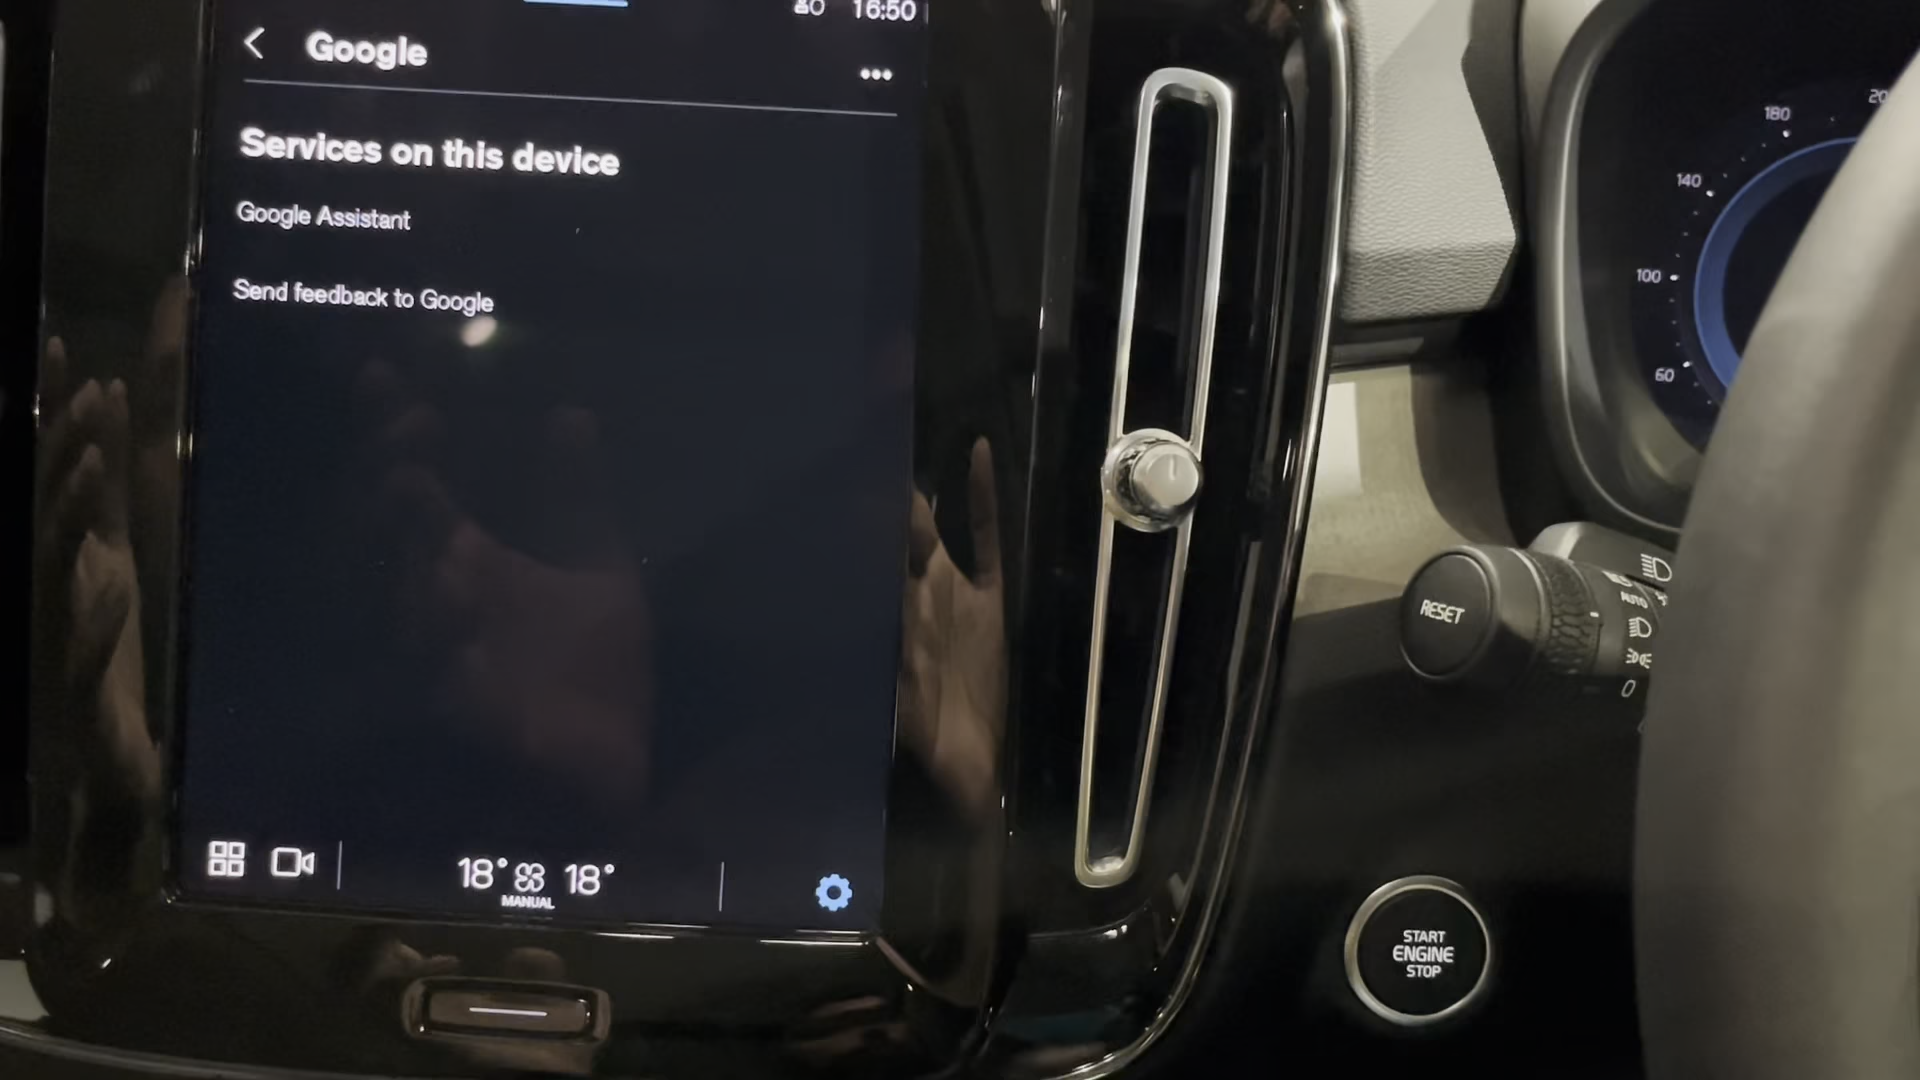 16:50
Google
Services on this device
Google Assistant
Send feedback to Google
18° 18°
MANUAL
180
140
100
60
RESET
AUTO
0
START
ENGINE
STOP